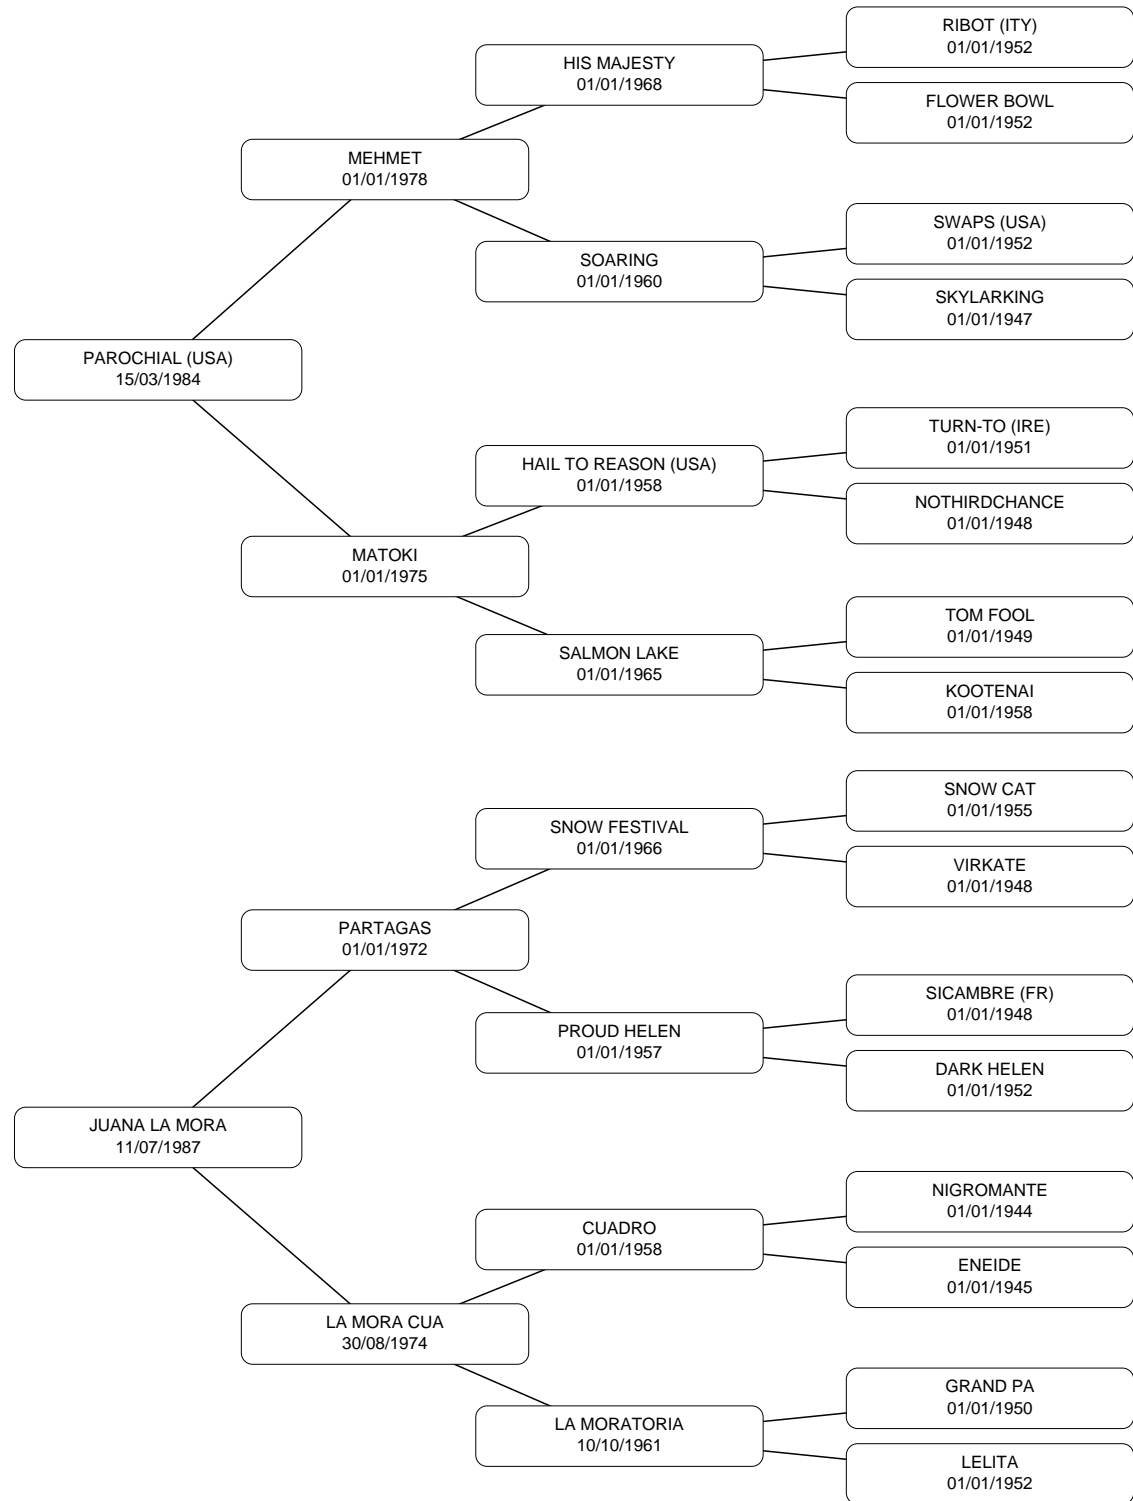 RIBOT (ITY)
01/01/1952
HIS MAJESTY
01/01/1968
FLOWER BOWL
01/01/1952
MEHMET
01/01/1978
SWAPS (USA)
01/01/1952
SOARING
01/01/1960
SKYLARKING
01/01/1947
PAROCHIAL (USA)
15/03/1984
TURN-TO (IRE)
01/01/1951
HAIL TO REASON (USA)
01/01/1958
NOTHIRDCHANCE
01/01/1948
MATOKI
01/01/1975
TOM FOOL
01/01/1949
SALMON LAKE
01/01/1965
KOOTENAI
01/01/1958
SNOW CAT
01/01/1955
SNOW FESTIVAL
01/01/1966
VIRKATE
01/01/1948
PARTAGAS
01/01/1972
SICAMBRE (FR)
01/01/1948
PROUD HELEN
01/01/1957
DARK HELEN
01/01/1952
JUANA LA MORA
11/07/1987
NIGROMANTE
01/01/1944
CUADRO
01/01/1958
ENEIDE
01/01/1945
LA MORA CUA
30/08/1974
GRAND PA
01/01/1950
LA MORATORIA
10/10/1961
LELITA
01/01/1952